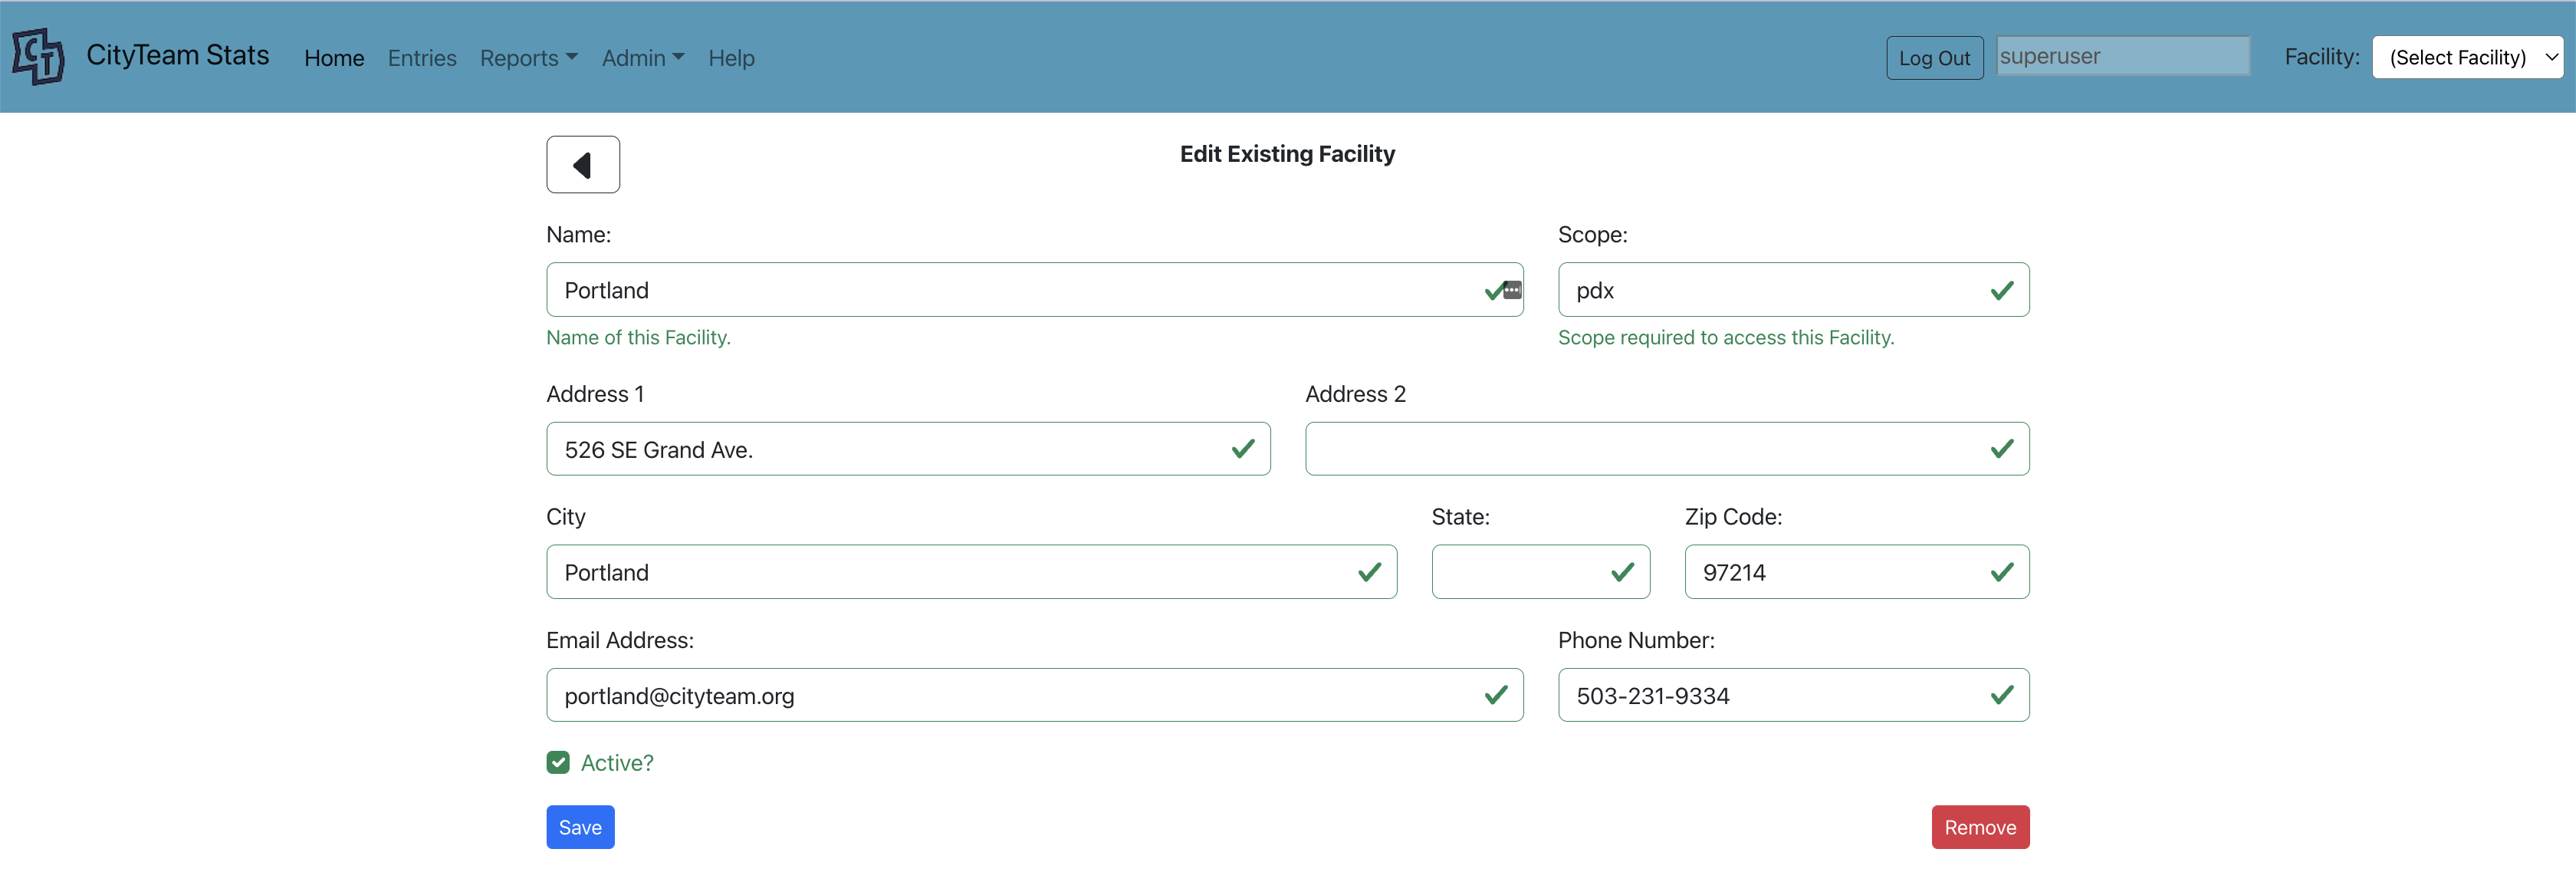 CT CityTeam Stats Home Entries Reports Admin Help Log Out superuser Facility: (Select Facility)
Edit Existing Facility
Name: Scope:
Portland pdx
Name of this Facility. Scope required to access this Facility.
Address 1 Address 2
526 SE Grand Ave.
City State: Zip Code:
Portland 97214
Email Address: Phone Number:
portland@cityteam.org 503-231-9334
Active?
Save Remove